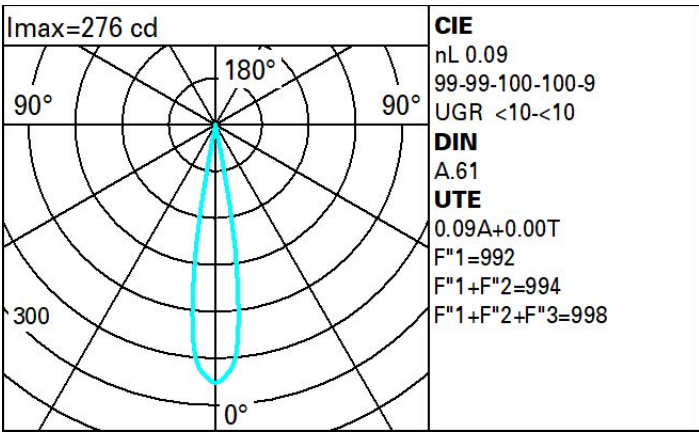 Imax=276 cd
180°
90°
90°
300
0°
CIE
nL 0.09
99-99-100-100-9
UGR <10-<10
DIN
A.61
UTE
0.09A+0.00T
F"1=992
F"1+F"2=994
F"1+F"2+F"3=998